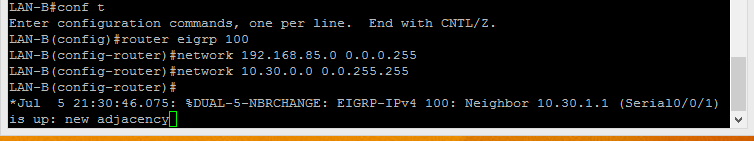 LAN-B#conf t
Enter configuration commands, one per line.  End with CNTL/Z.
LAN-B(config)#router eigrp 100
LAN-B(config-router)#network 192.168.85.0 0.0.0.255
LAN-B(config-router)#network 10.30.0.0 0.0.255.255
LAN-B(config-router)#
*Jul  5 21:30:46.075: %DUAL-5-NBRCHANGE: EIGRP-IPv4 100: Neighbor 10.30.1.1 (Serial0/0/1)
is up: new adjacency